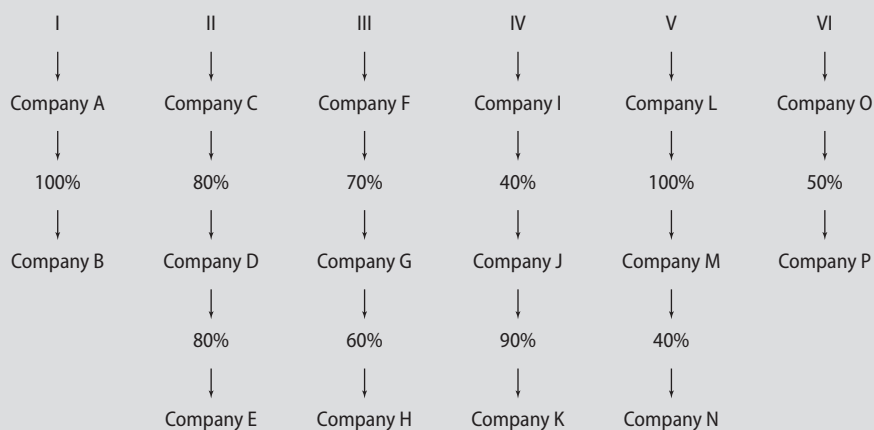 I II III IV V VI
Company A Company C Company F Company I Company L Company O
100% 80% 70% 40% 100% 50%
Company B Company D Company G Company J Company M Company P
80% 60% 90% 40%
Company E Company H Company K Company N